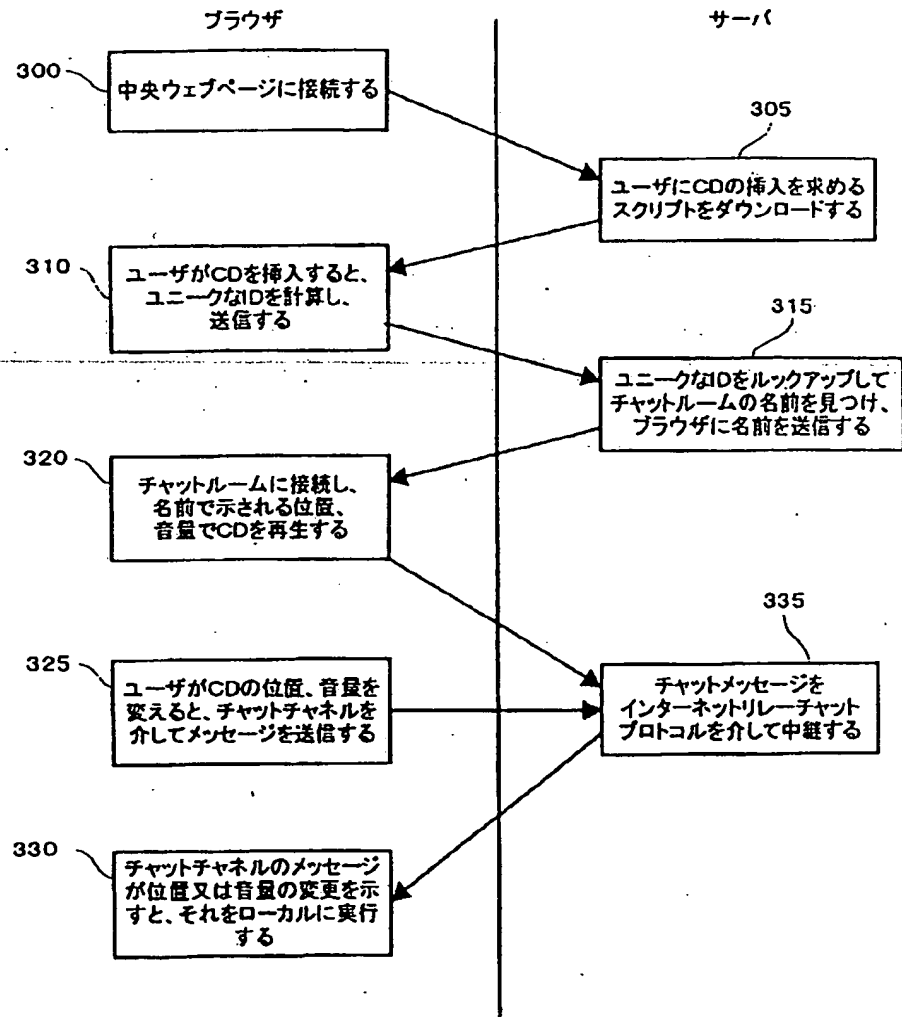 ブラウザ
サーバ
300
中央ウェブページに接続する
305
ユーザにCDの挿入を求める
スクリプトをダウンロードする
310
ユーザがCDを挿入すると、
ユニークなIDを計算し、
送信する
315
ユニークなIDをルックアップして
チャットルームの名前を見つけ、
ブラウザに名前を送信する
320
チャットルームに接続し、
名前で示される位置、
音量でCDを再生する
335
チャットメッセージを
インターネットリレーチャット
プロトコルを介して中継する
325
ユーザがCDの位置、音量を
変えると、チャットチャネルを
介してメッセージを送信する
330
チャットチャネルのメッセージ
が位置又は音量の変更を示
すと、それをローカルに実行
する